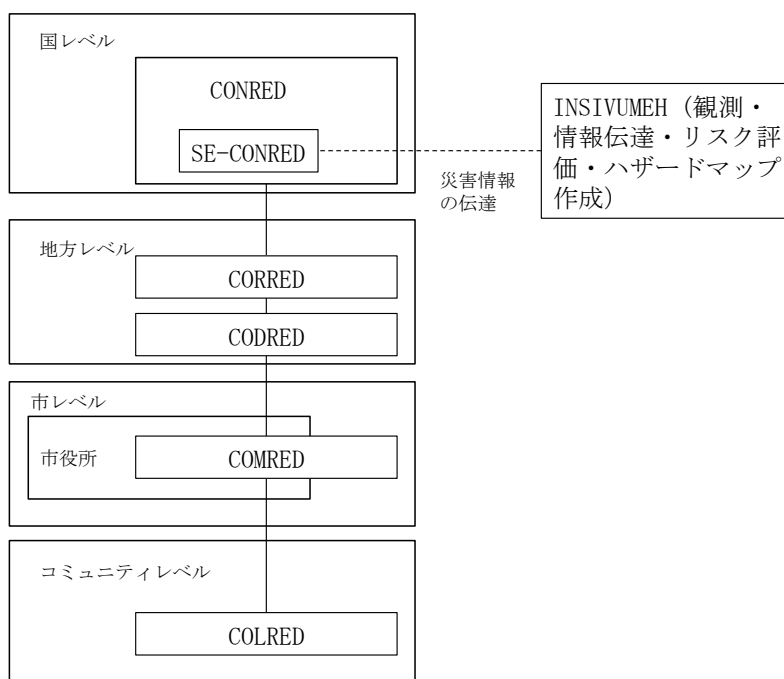 国レベル
CONRED
SE-CONRED
INSIVUMEH (観測・
情報伝達・リスク評
価・ハザードマップ
作成)
災害情報
の伝達
地方レベル
CORRED
CODRED
市レベル
市役所
COMRED
コミュニティレベル
COLRED